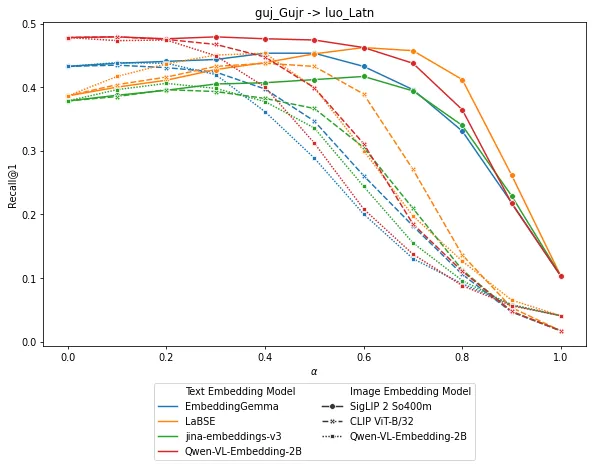 guj_Gujr -> luo_Latn
0.5
0.4
0.3
0.2
0.1
0.0
Recall@1
0.0 0.2 0.4 0.6 0.8 1.0
α
Text Embedding Model
EmbeddingGemma
LaBSE
jina-embeddings-v3
Qwen-VL-Embedding-2B
Image Embedding Model
SigLIP 2 So400m
CLIP ViT-B/32
Qwen-VL-Embedding-2B